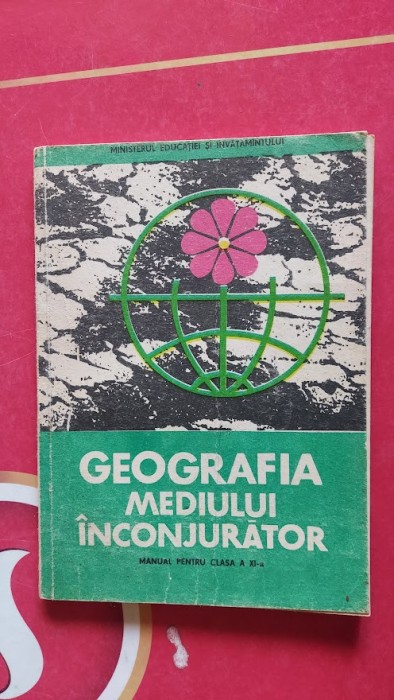 MINISTERUL EDUCAȚIEI ȘI ÎNVĂȚĂMÎNTULUI
GEOGRAFIA
MEDIULUI
ÎNCONJURĂTOR
MANUAL PENTRU CLASA A XI-a